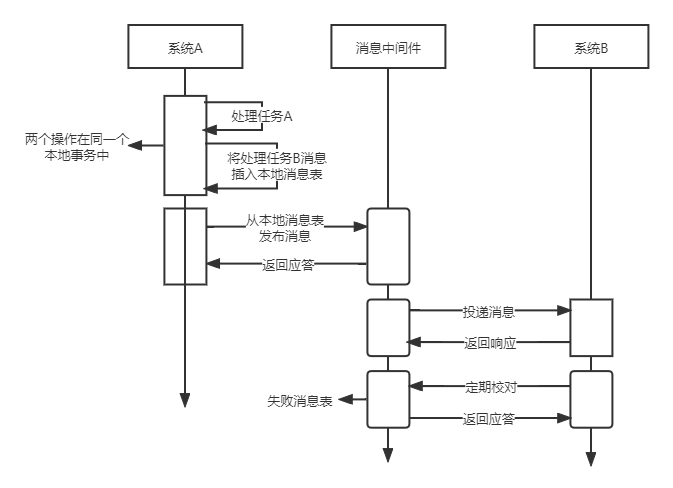 系统A
消息中间件
系统B
处理任务A
两个操作在同一个
本地事务中
将处理任务B消息
插入本地消息表
从本地消息表
发布消息
返回应答
投递消息
返回响应
定期校对
失败消息表
返回应答